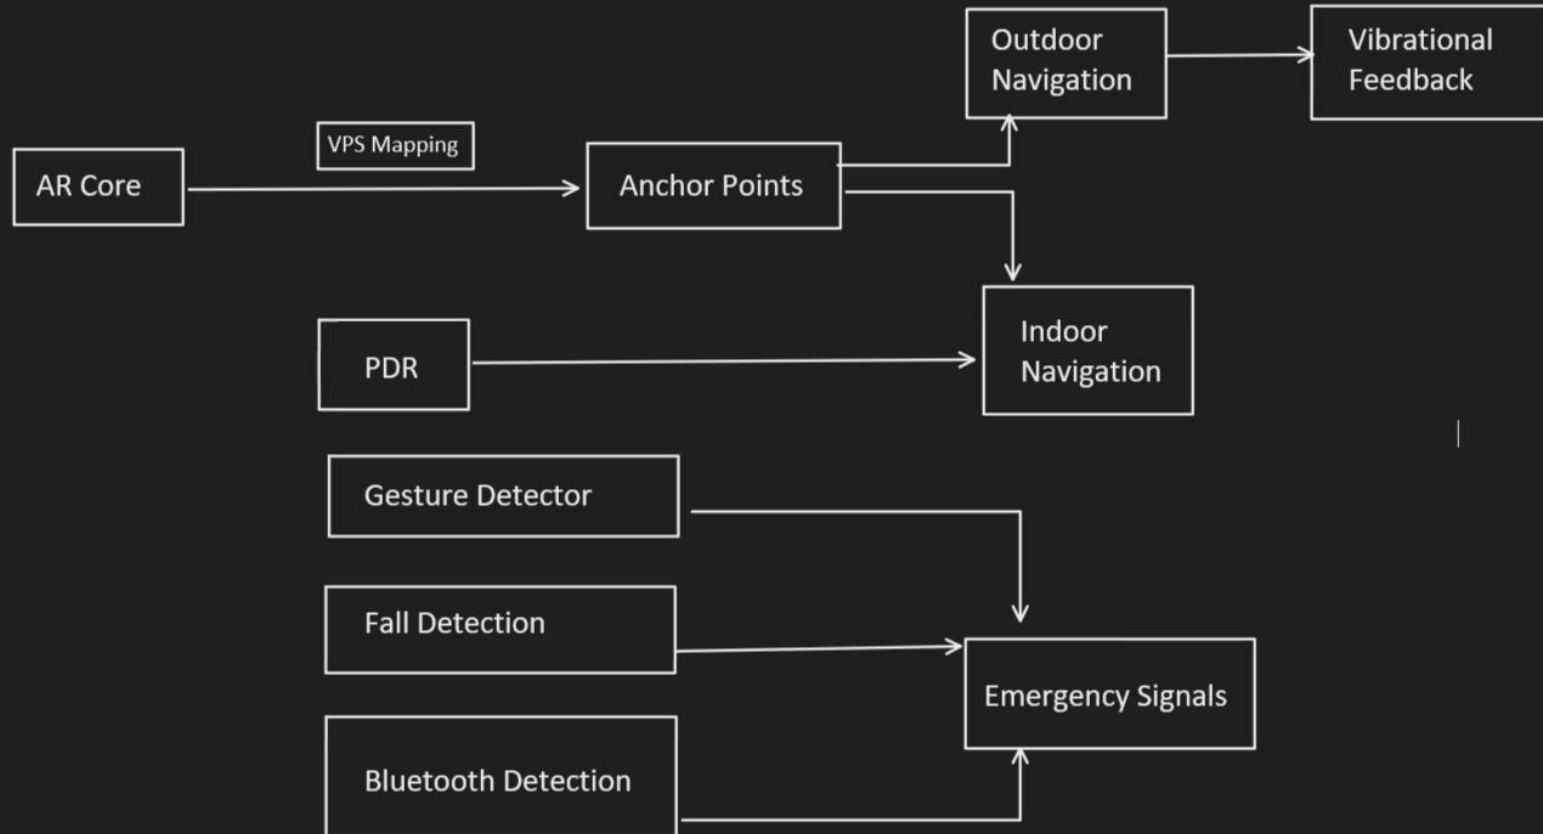 Outdoor
Navigation
Vibrational
Feedback
VPS Mapping
AR Core
Anchor Points
Indoor
Navigation
PDR
Gesture Detector
Fall Detection
Emergency Signals
Bluetooth Detection